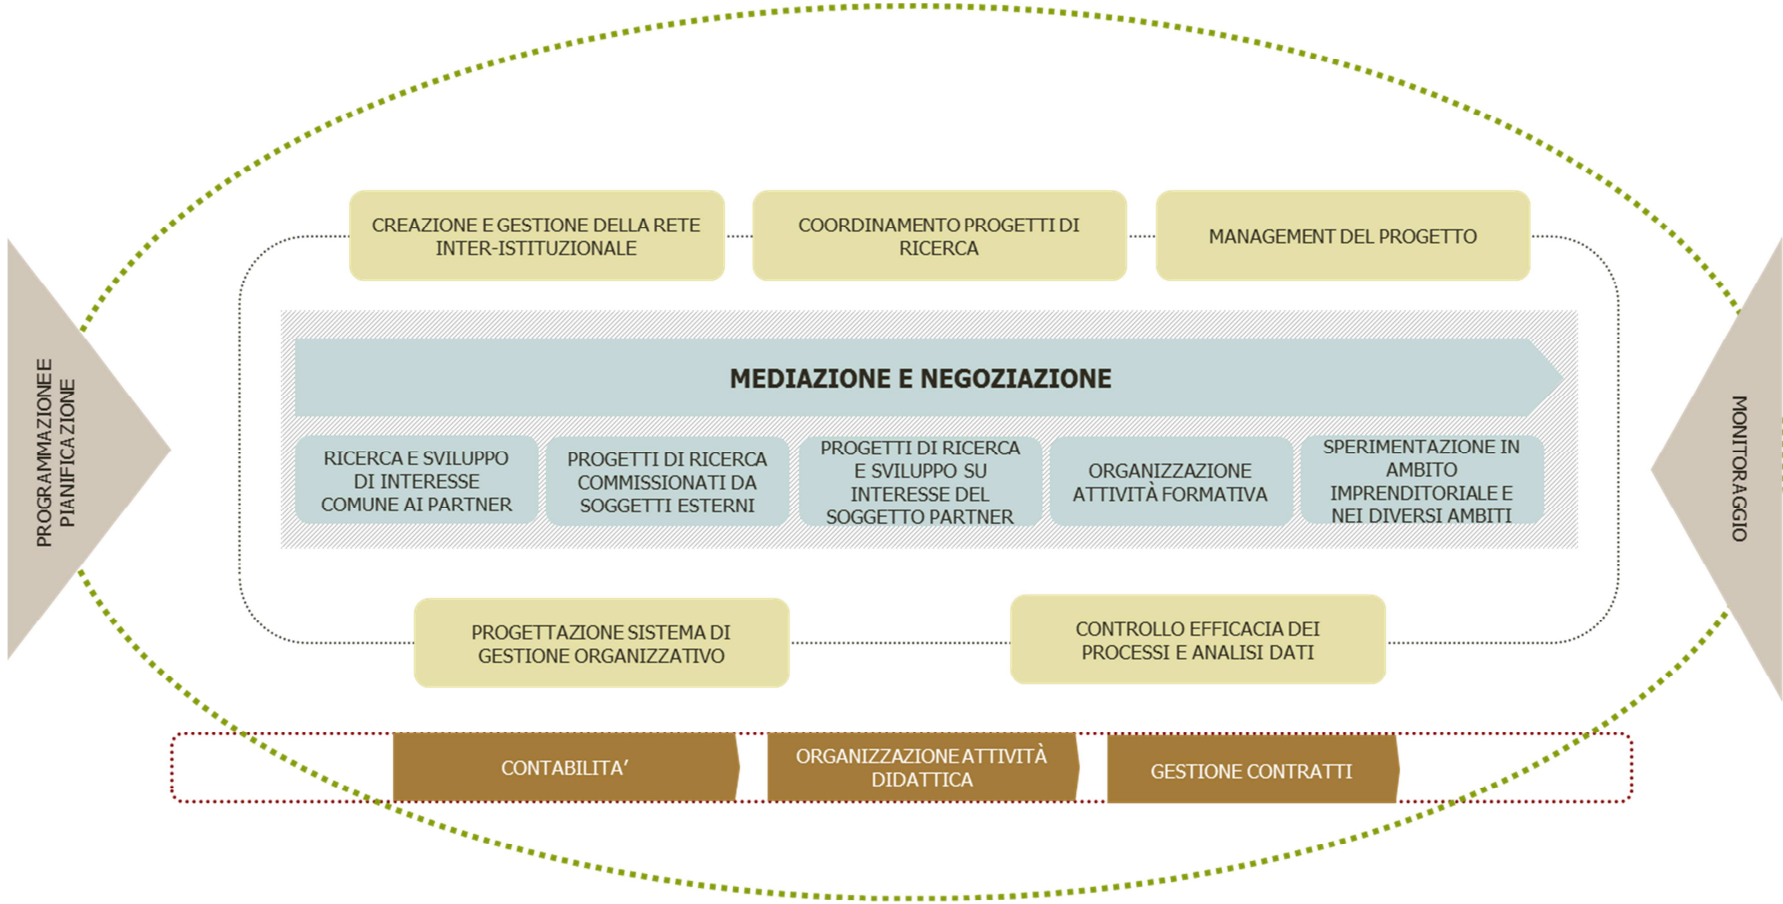 CREAZIONE E GESTIONE DELLA RETE
INTER-ISTITUZIONALE
COORDINAMENTO PROGETTI DI
RICERCA
MANAGEMENT DEL PROGETTO
PROGRAMMAZIONE E
PIANIFICAZIONE
MEDIAZIONE E NEGOZIAZIONE
RICERCA E SVILUPPO
DI INTERESSE
COMUNE AI PARTNER
PROGETTI DI RICERCA
COMMISSIONATI DA
SOGGETTI ESTERNI
PROGETTI DI RICERCA
E SVILUPPO SU
INTERESSE DEL
SOGGETTO PARTNER
ORGANIZZAZIONE
ATTIVITÀ FORMATIVA
SPERIMENTAZIONE IN
AMBITO
IMPRENDITORIALE E
NEI DIVERSI AMBITI
MONITORAGGIO
PROGETTAZIONE SISTEMA DI
GESTIONE ORGANIZZATIVO
CONTROLLO EFFICACIA DEI
PROCESSI E ANALISI DATI
CONTABILITA’
ORGANIZZAZIONE ATTIVITÀ
DIDATTICA
GESTIONE CONTRATTI